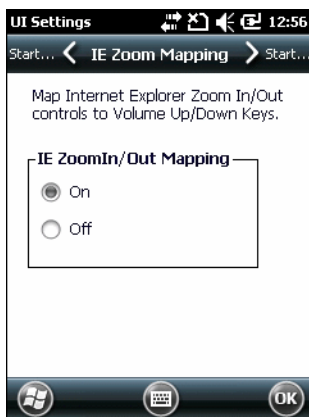 UI Settings 12:56
Start... IE Zoom Mapping Start...
Map Internet Explorer Zoom In/Out
controls to Volume Up/Down Keys.
IE ZoomIn/Out Mapping
On
Off
OK